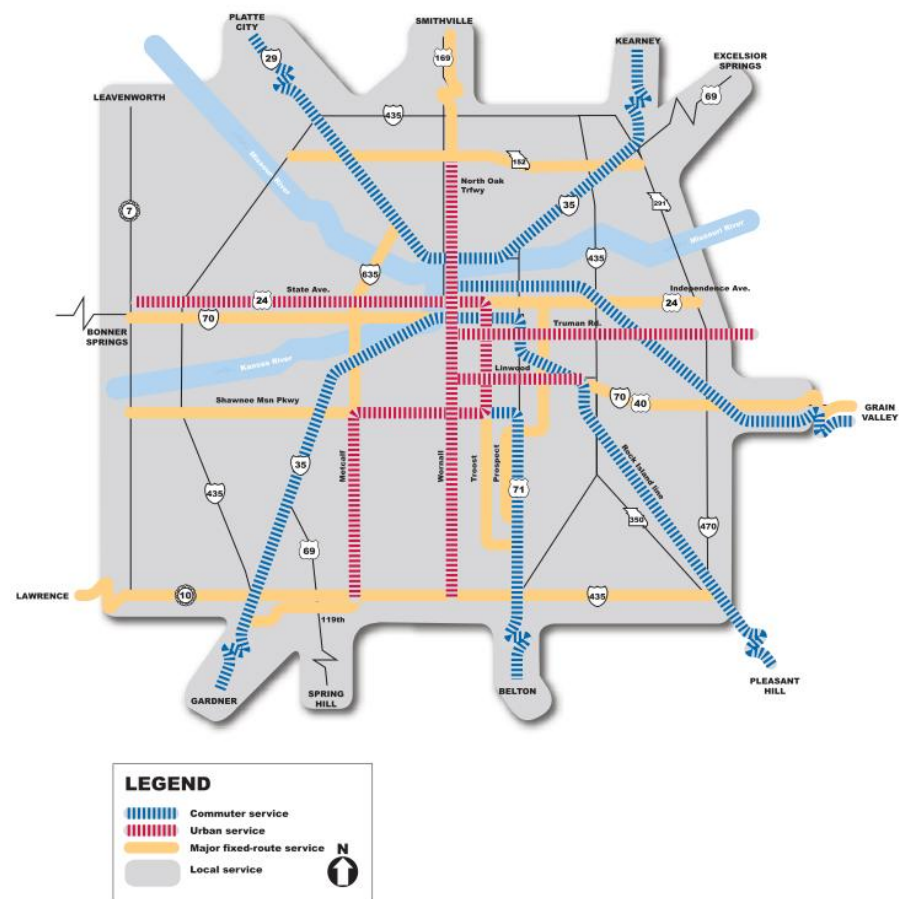 PLATTE
CITY
SMITHVILLE
KEARNEY
EXCELSIOR
SPRINGS
29
169
69
LEAVENWORTH
435
Missouri River
152
North Oak
Trfwy
35
291
7
Missouri River
435
635
State Ave.
24
Independence Ave.
24
70
Truman Rd.
BONNER
SPRINGS
Kansas River
Linwood
70
40
Shawnee Msn Pkwy
GRAIN
VALLEY
35
Metcalf
Wornall
Troost
Prospect
Rock Island line
71
435
350
470
69
LAWRENCE
10
435
119th
GARDNER
SPRING
HILL
BELTON
PLEASANT
HILL
LEGEND
Commuter service
Urban service
Major fixed-route service
Local service
N